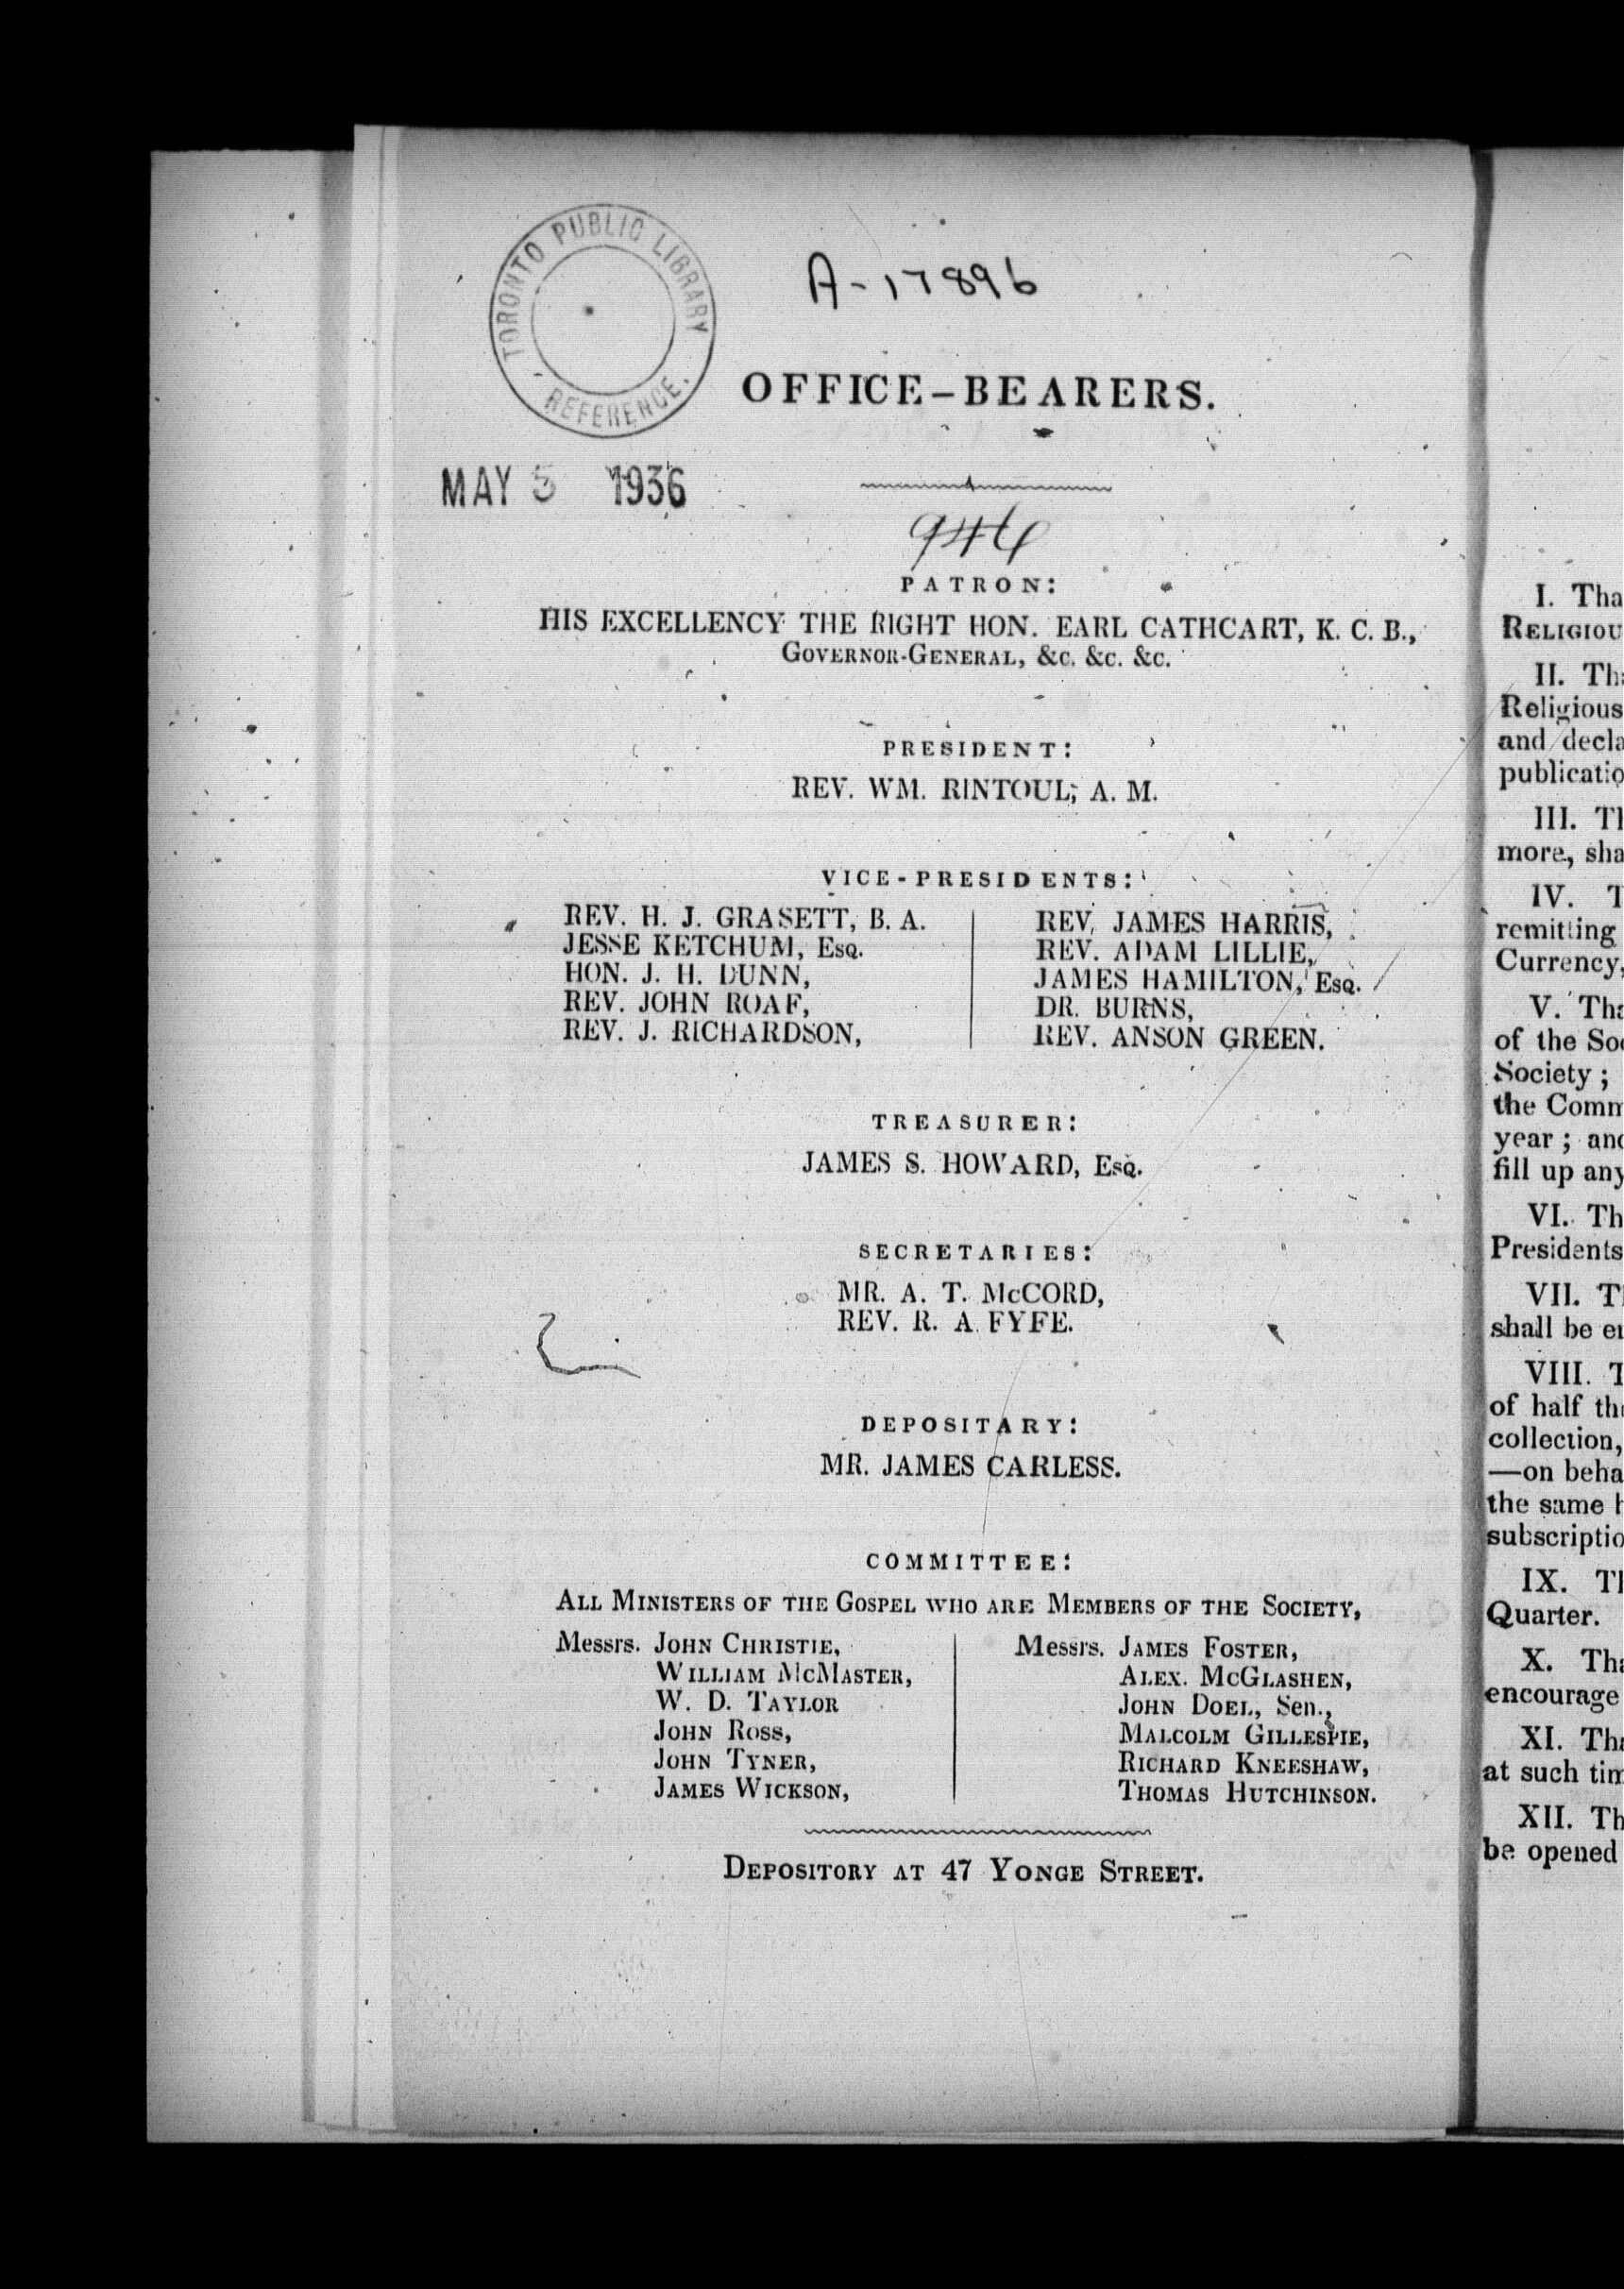 TORONTO PUBLIC LIBRARY
REFERENCE.
A-17896
OFFICE-BEARERS.
MAY 5 1936
PATRON:
HIS EXCELLENCY THE RIGHT HON. EARL CATHCART, K. C. B.,
GOVERNOR-GENERAL, &c. &c. &c.
PRESIDENT:
REV. WM. RINTOUL, A. M.
VICE-PRESIDENTS:
REV. H. J. GRASETT, B. A.
JESSE KETCHUM, Esq.
HON. J. H. DUNN,
REV. JOHN ROAF,
REV. J. RICHARDSON,
REV. JAMES HARRIS,
REV. ADAM LILLIE,
JAMES HAMILTON, Esq.
DR. BURNS,
REV. ANSON GREEN.
TREASURER:
JAMES S. HOWARD, Esq.
SECRETARIES:
MR. A. T. McCORD,
REV. R. A. FYFE.
DEPOSITARY:
MR. JAMES CARLESS.
COMMITTEE:
ALL MINISTERS OF THE GOSPEL WHO ARE MEMBERS OF THE SOCIETY,
Messrs. JOHN CHRISTIE,
WILLIAM McMASTER,
W. D. TAYLOR
JOHN ROSS,
JOHN TYNER,
JAMES WICKSON,
Messrs. JAMES FOSTER,
ALEX. McGLASHEN,
JOHN DOEL, Sen.,
MALCOLM GILLESPIE,
RICHARD KNEESHAW,
THOMAS HUTCHINSON.
DEPOSITORY AT 47 YONGE STREET.
I. Tha
RELIGIOU
II. Tha
Religious
and decla
publicatio
III. Th
more, sha
IV. T
remitting
Currency,
V. Tha
of the So
Society;
the Comm
year; and
fill up any
VI. Th
Presidents
VII. T
shall be e
VIII. T
of half the
collection,
—on beha
the same h
subscriptio
IX. Th
Quarter.
X. Tha
encourage
XI. Tha
at such tim
XII. Th
be opened